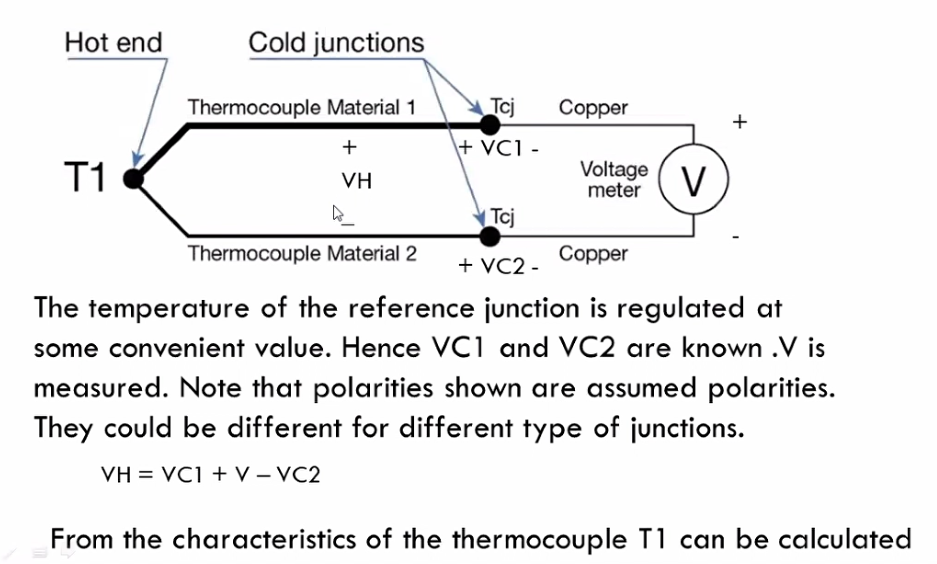 Hot end
Cold junctions
Thermocouple Material 1
Tcj
Copper
+
+
+ VC1 -
T1
VH
Voltage
meter
V
_
Tcj
-
Thermocouple Material 2
+ VC2 -
Copper
The temperature of the reference junction is regulated at
some convenient value. Hence VC1 and VC2 are known .V is
measured. Note that polarities shown are assumed polarities.
They could be different for different type of junctions.
VH = VC1 + V – VC2
From the characteristics of the thermocouple T1 can be calculated